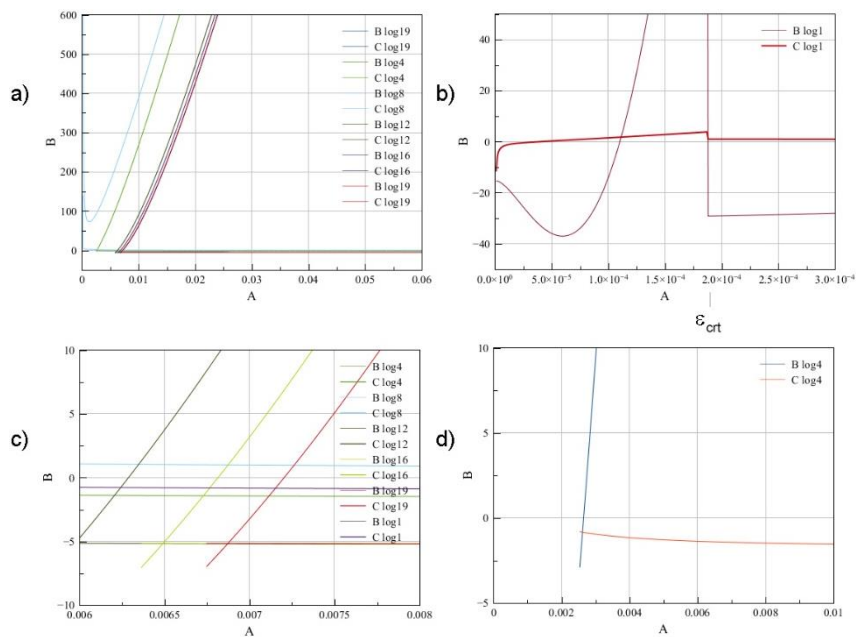 a)
B
600
500
400
300
200
100
0
0
0.01
0.02
0.03
0.04
0.05
0.06
A
B log19
C log19
B log4
C log4
B log8
C log8
B log12
C log12
B log16
C log16
B log19
C log19
b)
B
40
20
0
−20
−40
0.0×10⁰
5.0×10⁻⁵
1.0×10⁻⁴
1.5×10⁻⁴
2.0×10⁻⁴
2.5×10⁻⁴
3.0×10⁻⁴
A
εcrt
B log1
C log1
c)
B
10
5
0
−5
−10
0.006
0.0065
0.007
0.0075
0.008
A
B log4
C log4
B log8
C log8
B log12
C log12
B log16
C log16
B log19
C log19
B log1
C log1
d)
B
10
5
0
−5
0
0.002
0.004
0.006
0.008
0.01
A
B log4
C log4